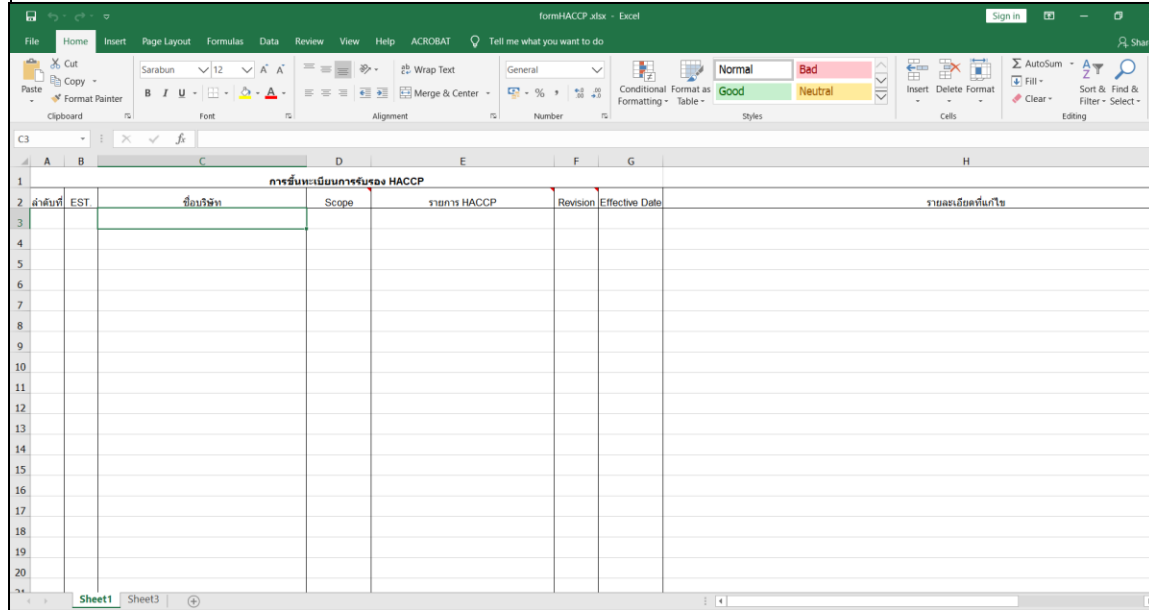 formHACCP.xlsx - Excel
Sign in
File Home Insert Page Layout Formulas Data Review View Help ACROBAT Tell me what you want to do Shar
Paste
Cut
Copy
Format Painter
Sarabun 12 A A
B I U A
Wrap Text
Merge & Center
General
% ,
Conditional Formatting
Format as Table
Normal Bad
Good Neutral
Insert Delete Format
AutoSum
Fill
Clear
Sort & Filter
Find & Select
Clipboard Font Alignment Number Styles Cells Editing
C3 fx
A B C D E F G H
1 การขึ้นทะเบียนการรับรอง HACCP
2 ลำดับที่ EST. ชื่อบริษัท Scope รายการ HACCP Revision Effective Date รายละเอียดที่แก้ไข
3
4
5
6
7
8
9
10
11
12
13
14
15
16
17
18
19
20
Sheet1 Sheet3